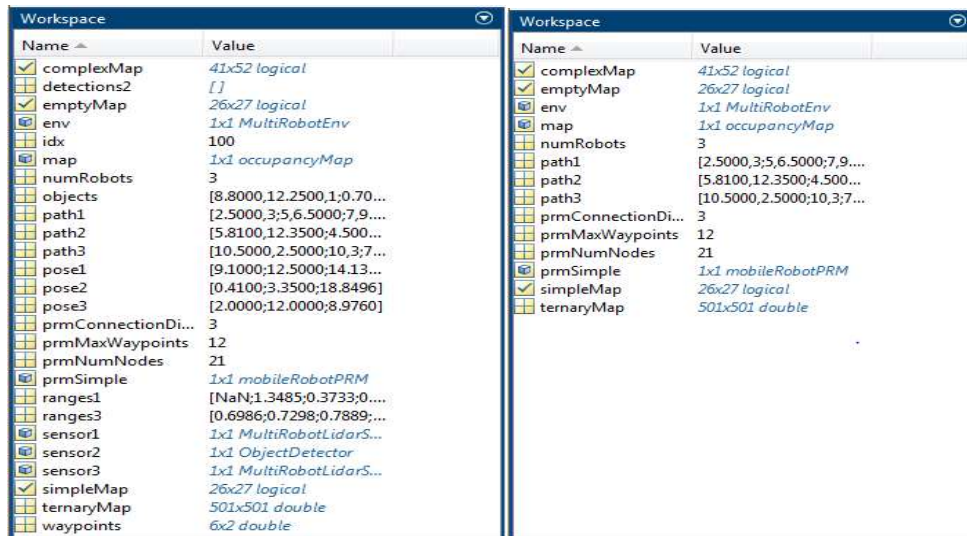 Workspace
Name Value
complexMap 41x52 logical
detections2 []
emptyMap 26x27 logical
env 1x1 MultiRobotEnv
idx 100
map 1x1 occupancyMap
numRobots 3
objects [8.8000,12.2500,1;0.70...
path1 [2.5000,3;5,6.5000;7,9....
path2 [5.8100,12.3500;4.500...
path3 [10.5000,2.5000;10,3;7...
pose1 [9.1000;12.5000;14.13...
pose2 [0.4100;3.3500;18.8496]
pose3 [2.0000;12.0000;8.9760]
prmConnectionDi... 3
prmMaxWaypoints 12
prmNumNodes 21
prmSimple 1x1 mobileRobotPRM
ranges1 [NaN;1.3485;0.3733;0....
ranges3 [0.6986;0.7298;0.7889;...
sensor1 1x1 MultiRobotLidarS...
sensor2 1x1 ObjectDetector
sensor3 1x1 MultiRobotLidarS...
simpleMap 26x27 logical
ternaryMap 501x501 double
waypoints 6x2 double
Workspace
Name Value
complexMap 41x52 logical
emptyMap 26x27 logical
env 1x1 MultiRobotEnv
map 1x1 occupancyMap
numRobots 3
path1 [2.5000,3;5,6.5000;7,9....
path2 [5.8100,12.3500;4.500...
path3 [10.5000,2.5000;10,3;7...
prmConnectionDi... 3
prmMaxWaypoints 12
prmNumNodes 21
prmSimple 1x1 mobileRobotPRM
simpleMap 26x27 logical
ternaryMap 501x501 double